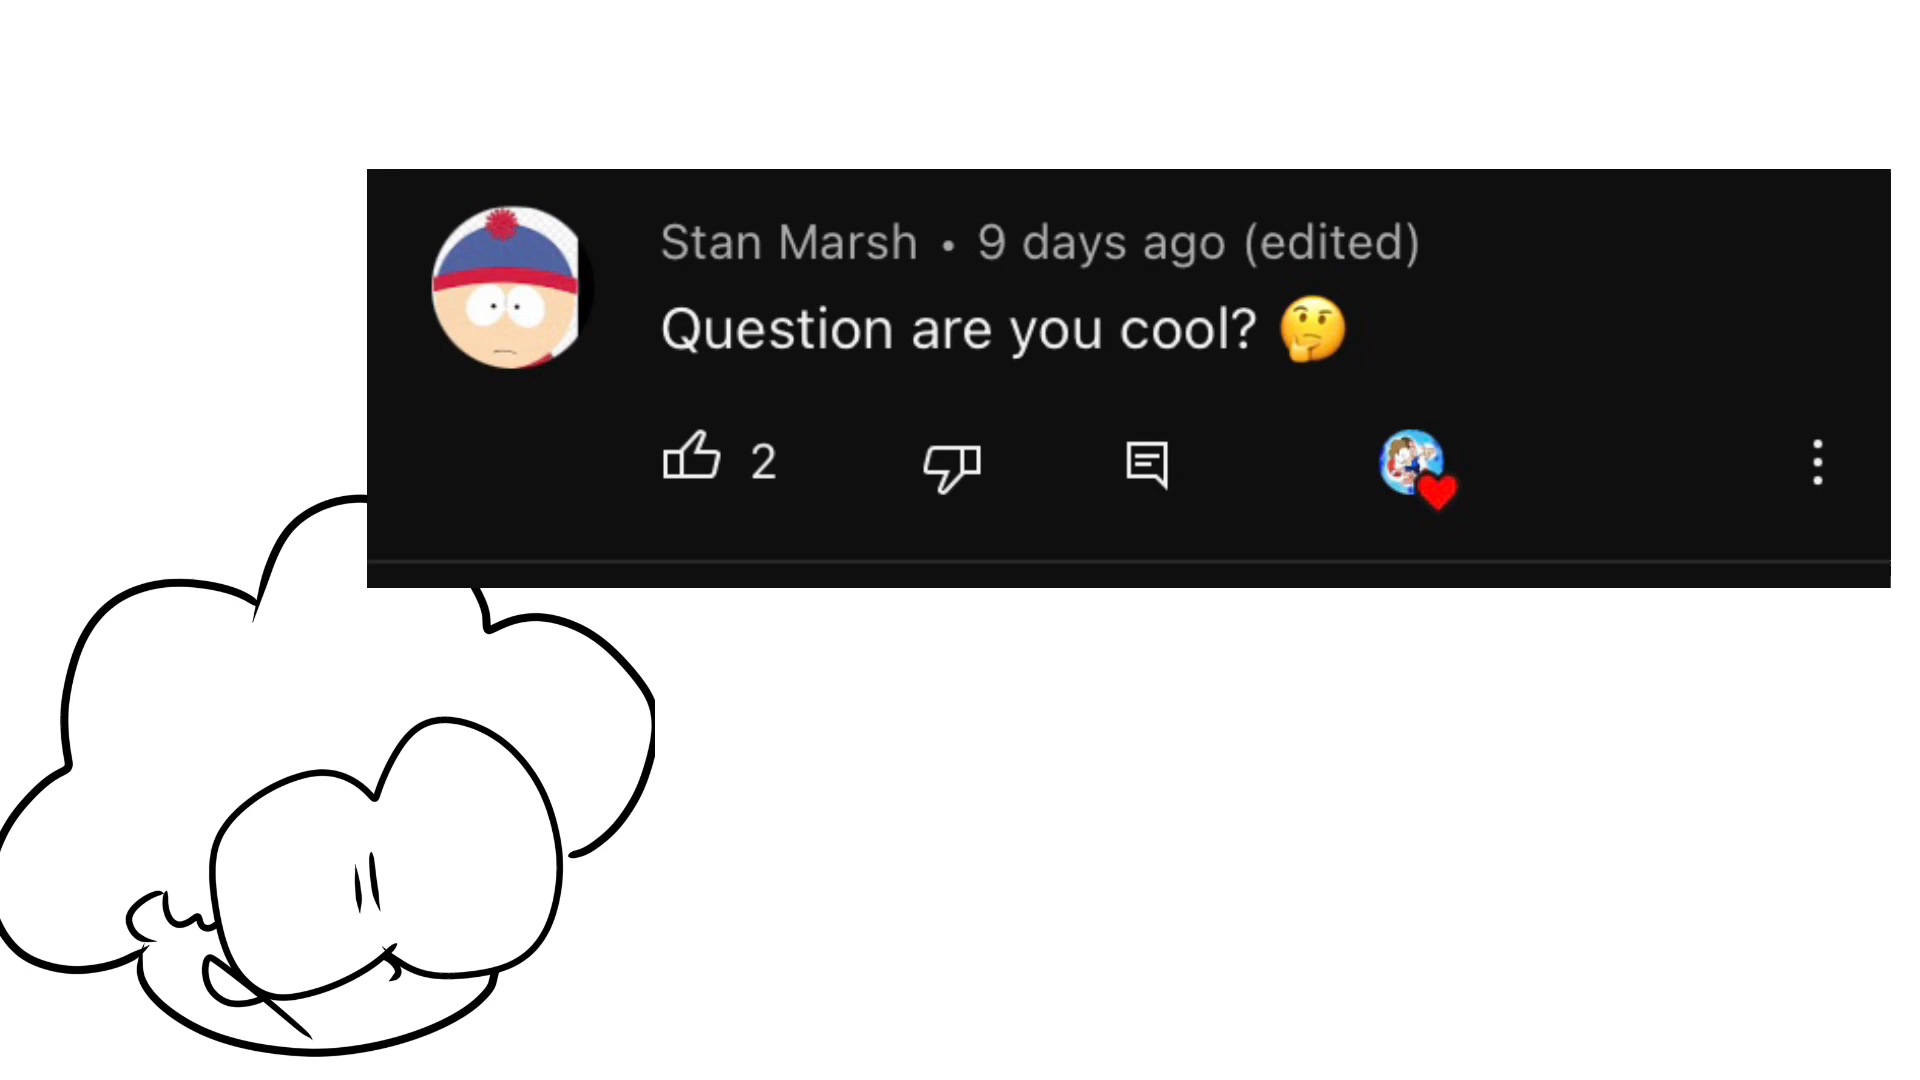 Stan Marsh • 9 days ago (edited)
Question are you cool? 🤔
2